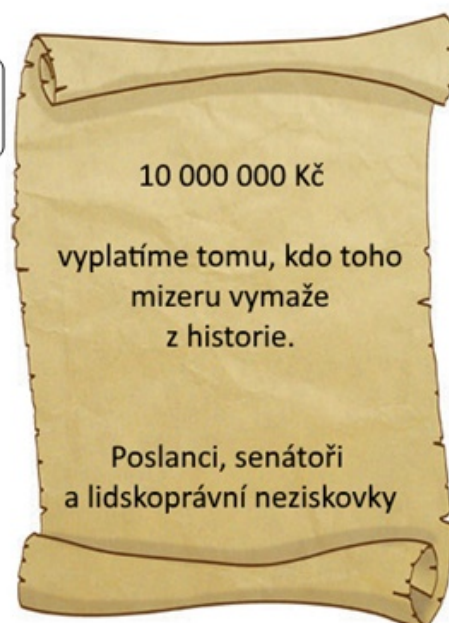 10 000 000 Kč
vyplatíme tomu, kdo toho
mizeru vymaže
z historie.
Poslanci, senátoři
a lidskoprávní neziskovky